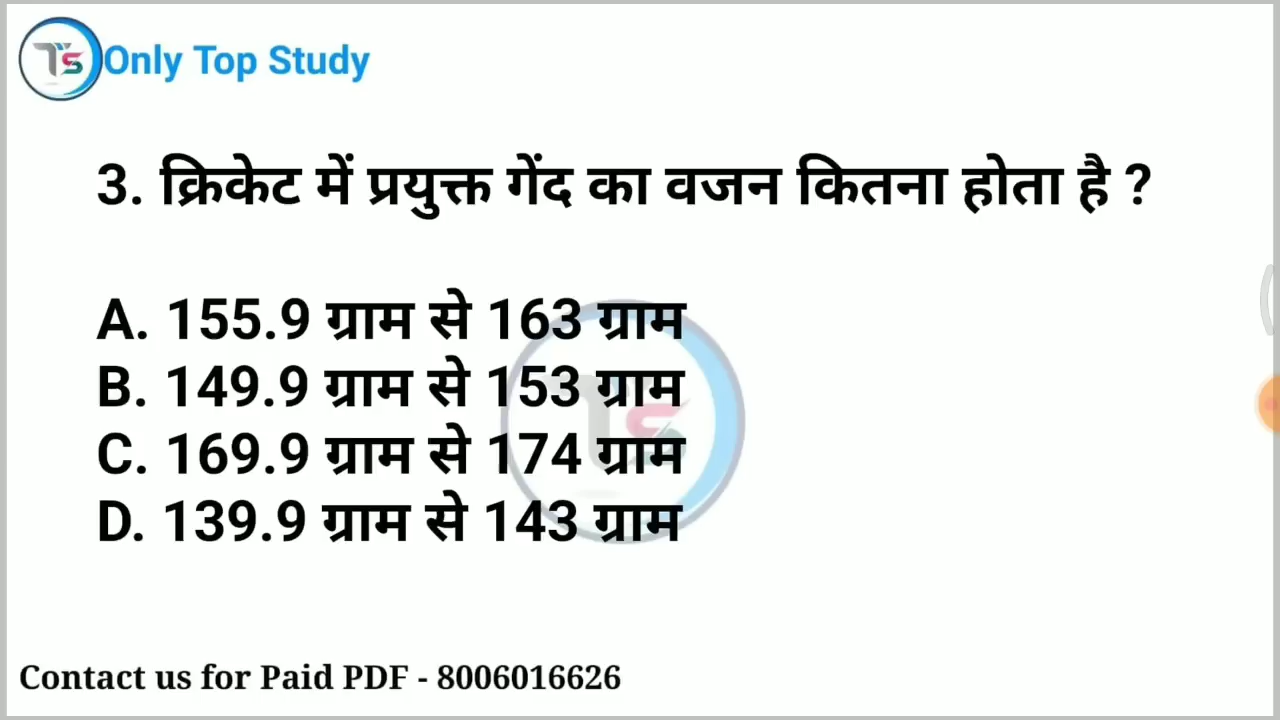 TS Only Top Study
3. क्रिकेट में प्रयुक्त गेंद का वजन कितना होता है ?
A. 155.9 ग्राम से 163 ग्राम
B. 149.9 ग्राम से 153 ग्राम
C. 169.9 ग्राम से 174 ग्राम
D. 139.9 ग्राम से 143 ग्राम
Contact us for Paid PDF - 8006016626